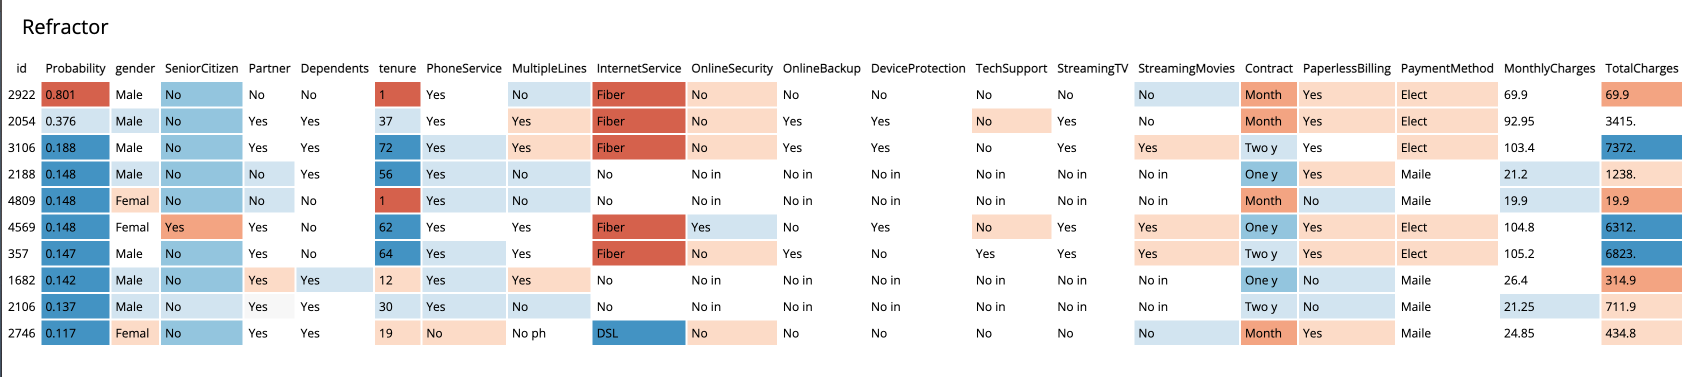 Refractor
id Probability gender SeniorCitizen Partner Dependents tenure PhoneService MultipleLines InternetService OnlineSecurity OnlineBackup DeviceProtection TechSupport StreamingTV StreamingMovies Contract PaperlessBilling PaymentMethod MonthlyCharges TotalCharges
2922 0.801 Male No No No 1 Yes No Fiber No No No No No No Month Yes Elect 69.9 69.9
2054 0.376 Male No Yes Yes 37 Yes Yes Fiber No Yes Yes No Yes No Month Yes Elect 92.95 3415.
3106 0.188 Male No Yes Yes 72 Yes Yes Fiber No Yes Yes No Yes Yes Two y Yes Elect 103.4 7372.
2188 0.148 Male No No Yes 56 Yes No No No in No in No in No in No in No in One y Yes Maile 21.2 1238.
4809 0.148 Femal No No No 1 Yes No No No in No in No in No in No in No in Month No Maile 19.9 19.9
4569 0.148 Femal Yes Yes No 62 Yes Yes Fiber Yes No Yes No Yes Yes One y Yes Elect 104.8 6312.
357 0.147 Male No Yes No 64 Yes Yes Fiber No Yes No Yes Yes Yes Two y Yes Elect 105.2 6823.
1682 0.142 Male No Yes Yes 12 Yes Yes No No in No in No in No in No in No in One y No Maile 26.4 314.9
2106 0.137 Male No Yes Yes 30 Yes No No No in No in No in No in No in No in Two y No Maile 21.25 711.9
2746 0.117 Femal No Yes Yes 19 No No ph DSL No No No No No No Month Yes Maile 24.85 434.8